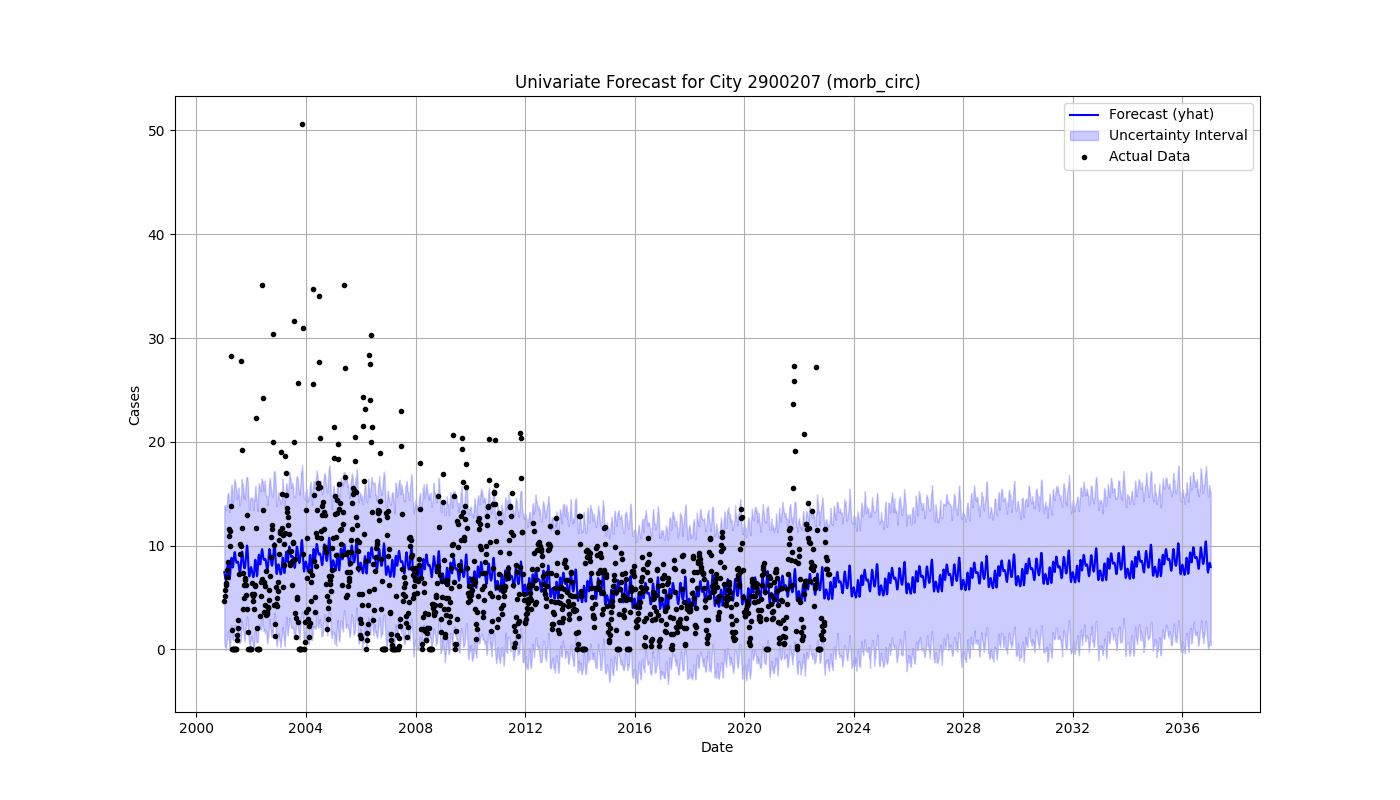 Univariate Forecast for City 2900207 (morb_circ)
Forecast (yhat)
Uncertainty Interval
Actual Data
50
40
30
20
10
0
Cases
2000 2004 2008 2012 2016 2020 2024 2028 2032 2036
Date